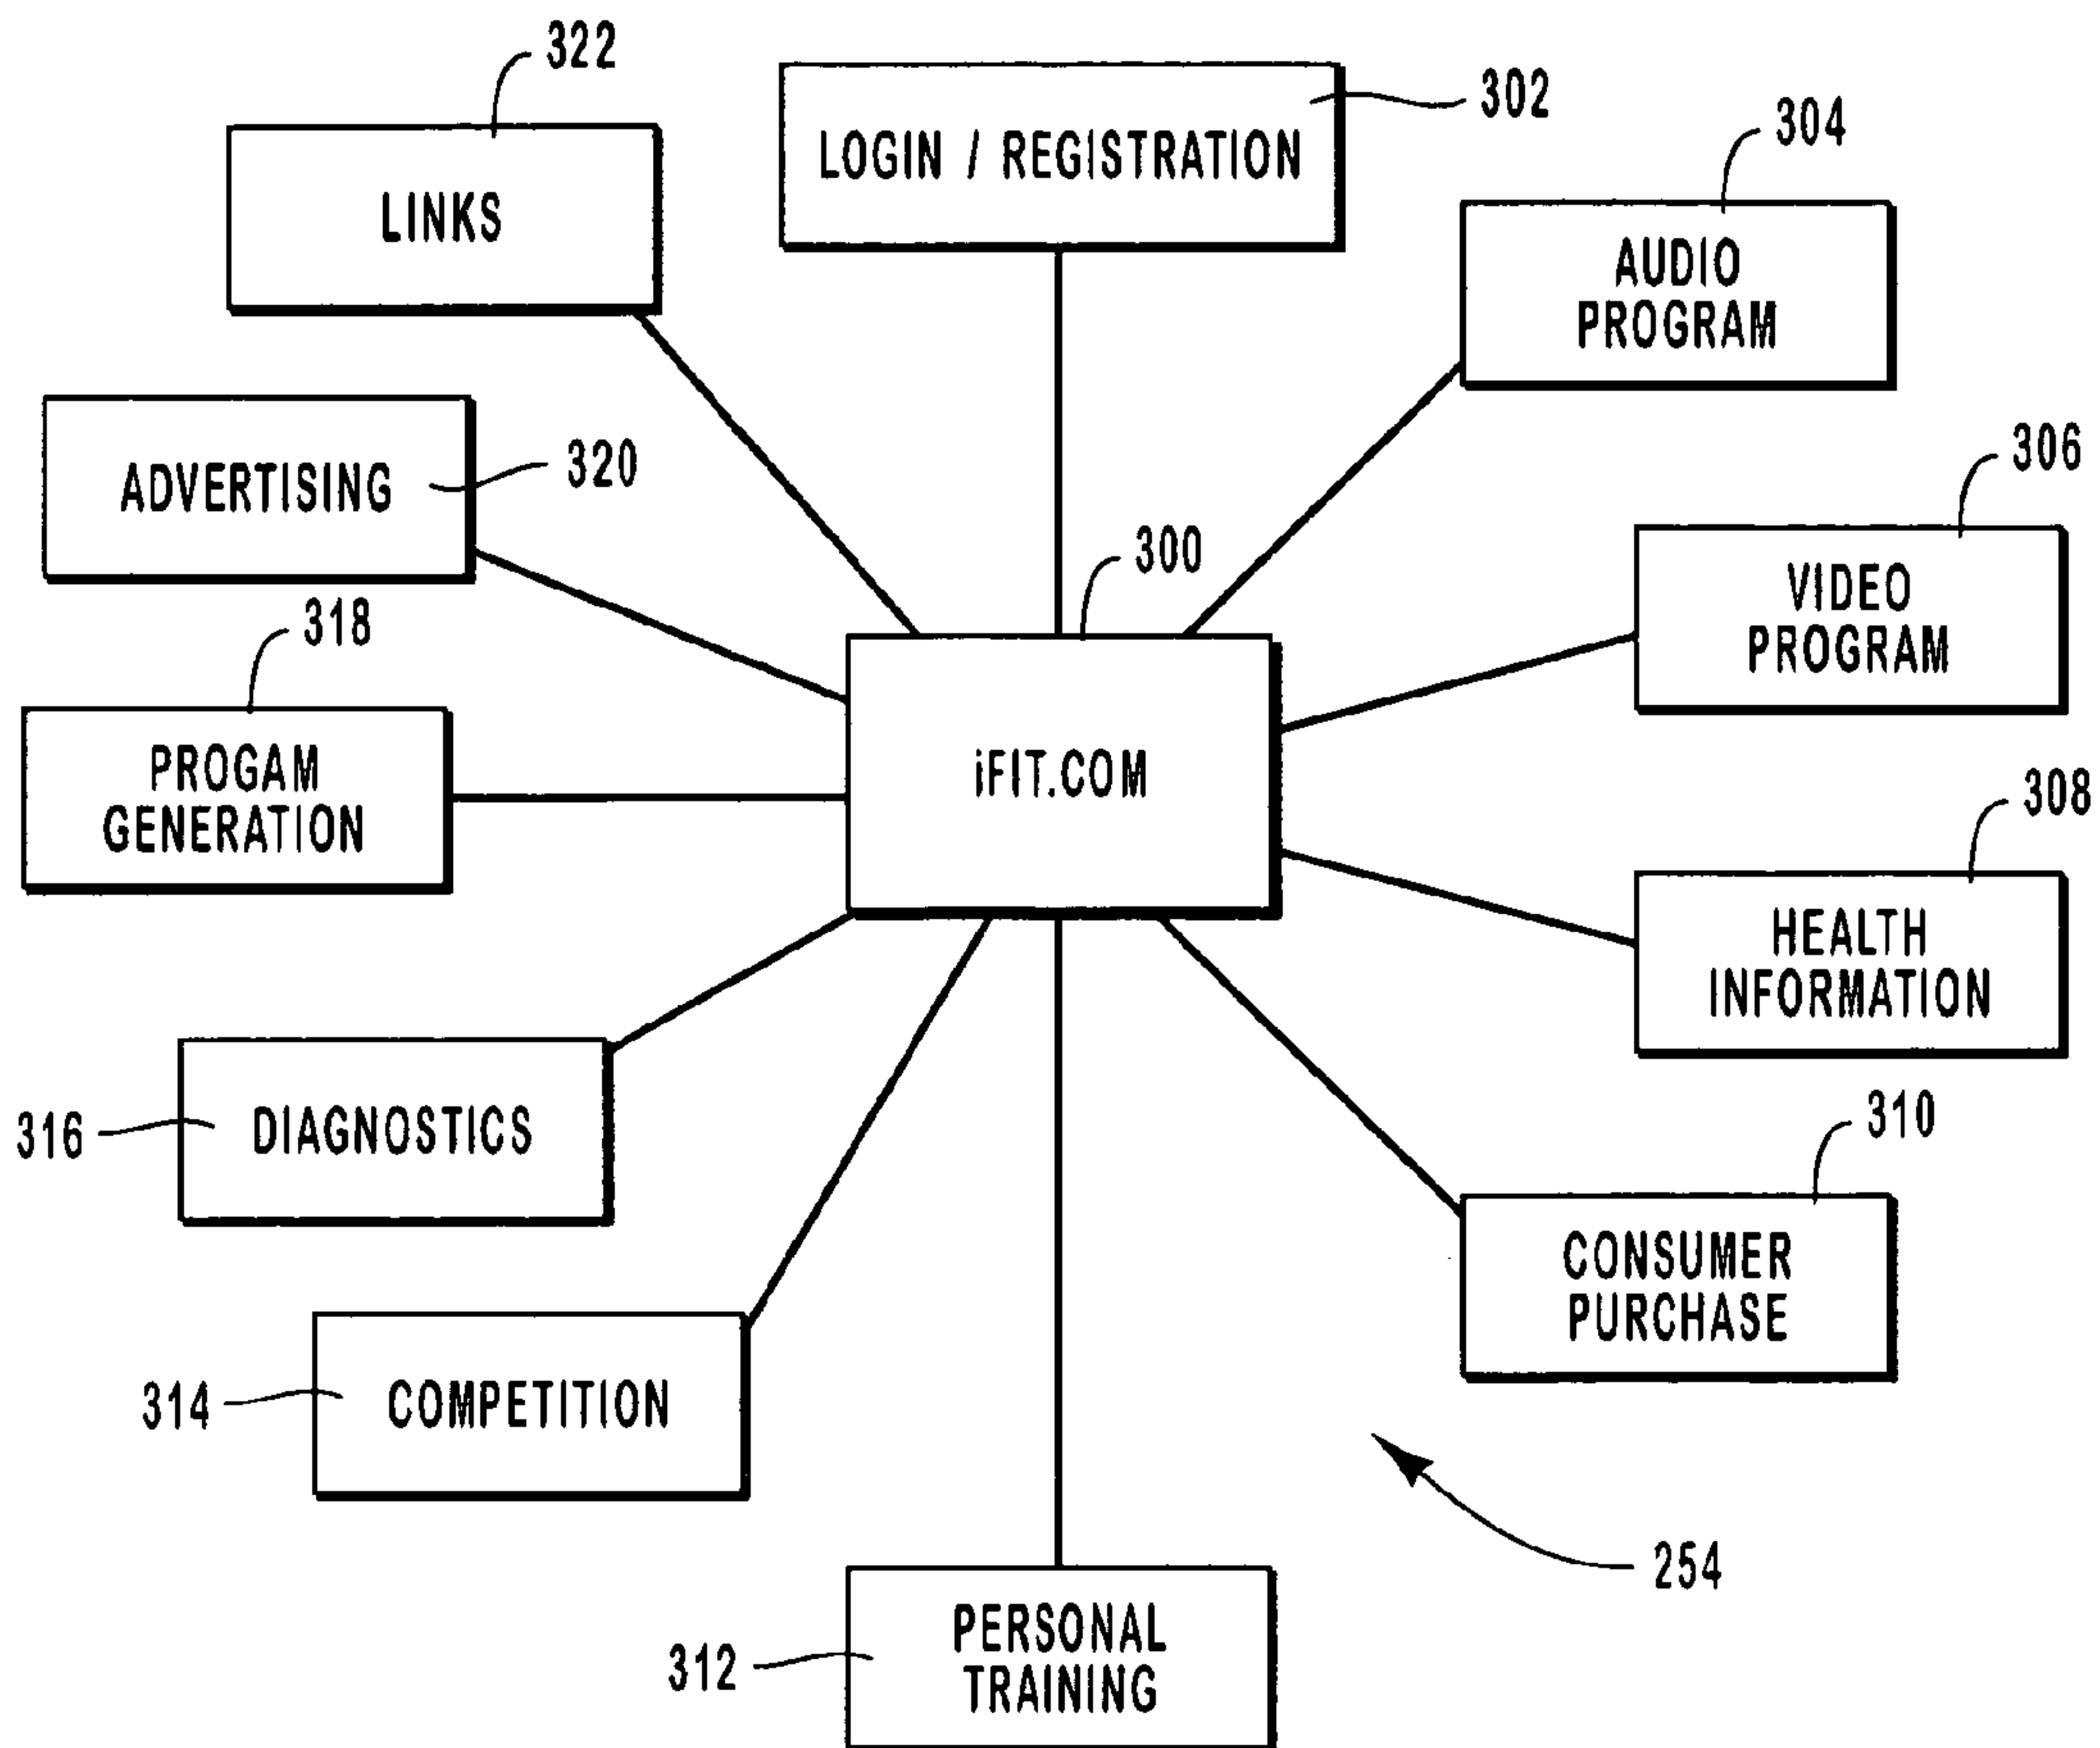 322
302
LOGIN / REGISTRATION
304
LINKS
AUDIO
PROGRAM
306
ADVERTISING
320
300
VIDEO
PROGRAM
318
PROGAM
GENERATION
iFIT.COM
308
HEALTH
INFORMATION
316
DIAGNOSTICS
310
CONSUMER
PURCHASE
314
COMPETITION
254
312
PERSONAL
TRAINING